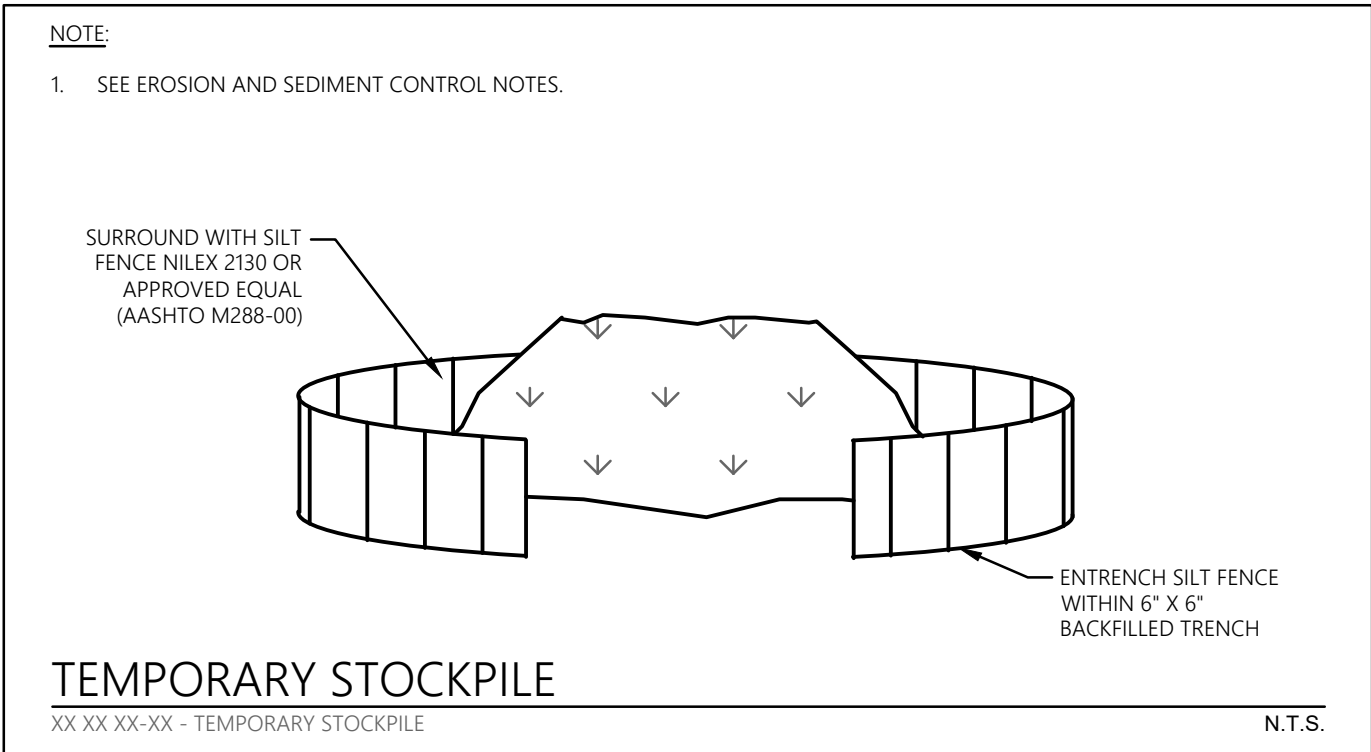 NOTE:
1. SEE EROSION AND SEDIMENT CONTROL NOTES.
SURROUND WITH SILT
FENCE NILEX 2130 OR
APPROVED EQUAL
(AASHTO M288-00)
ENTRENCH SILT FENCE
WITHIN 6" X 6"
BACKFILLED TRENCH
TEMPORARY STOCKPILE
XX XX XX-XX - TEMPORARY STOCKPILE
N.T.S.